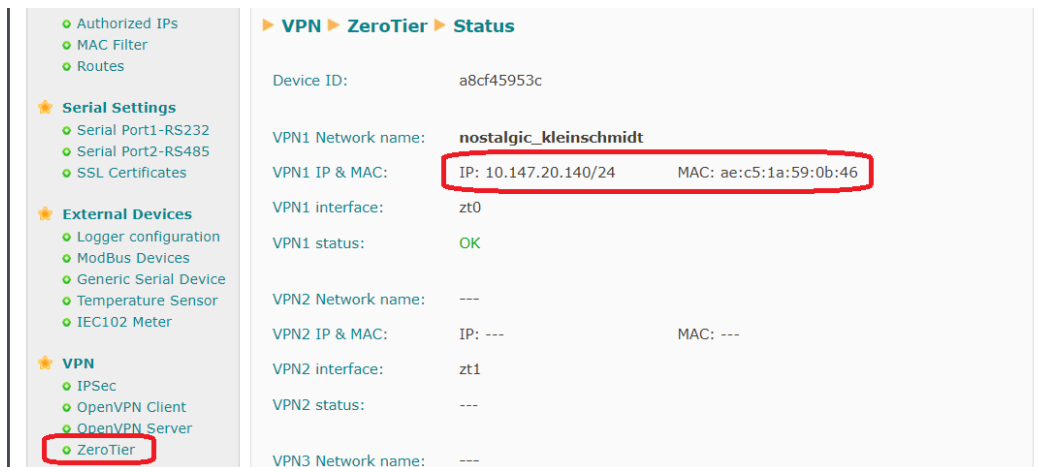 Authorized IPs
MAC Filter
Routes
Serial Settings
Serial Port1-RS232
Serial Port2-RS485
SSL Certificates
External Devices
Logger configuration
ModBus Devices
Generic Serial Device
Temperature Sensor
IEC102 Meter
VPN
IPSec
OpenVPN Client
OpenVPN Server
ZeroTier
VPN ZeroTier Status
Device ID: a8cf45953c
VPN1 Network name: nostalgic_kleinschmidt
VPN1 IP & MAC: IP: 10.147.20.140/24 MAC: ae:c5:1a:59:0b:46
VPN1 interface: zt0
VPN1 status: OK
VPN2 Network name: ---
VPN2 IP & MAC: IP: --- MAC: ---
VPN2 interface: zt1
VPN2 status: ---
VPN3 Network name: ---